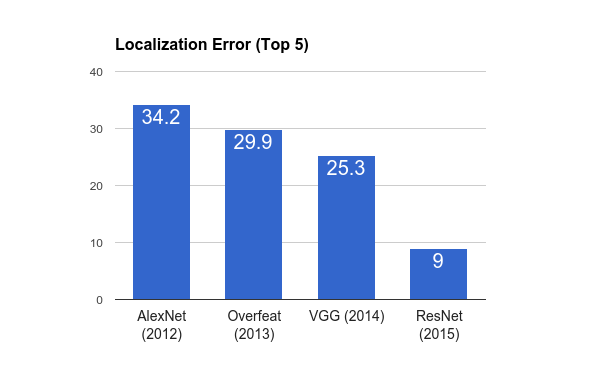 Localization Error (Top 5)
40
30
20
10
0
34.2
29.9
25.3
9
AlexNet
(2012)
Overfeat
(2013)
VGG (2014)
ResNet
(2015)